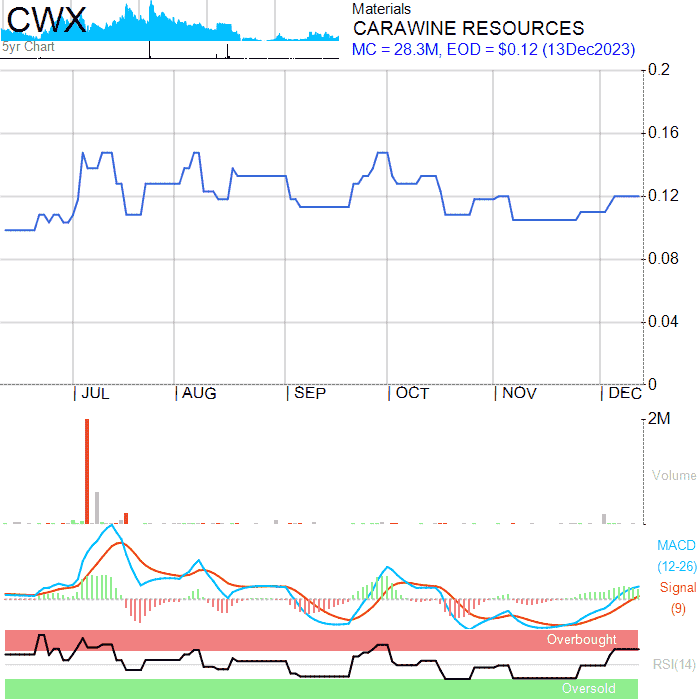 CWX
5yr Chart
Materials
CARAWINE RESOURCES
MC = 28.3M, EOD = $0.12 (13Dec2023)
0.2
0.16
0.12
0.08
0.04
0
JUL AUG SEP OCT NOV DEC
2M
Volume
MACD
(12-26)
Signal
(9)
Overbought
RSI(14)
Oversold